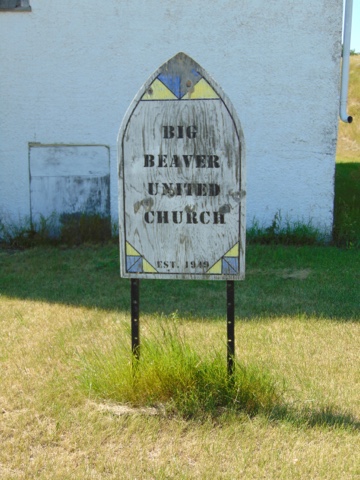 BIG
BEAVER
UNITED
CHURCH
EST. 1949